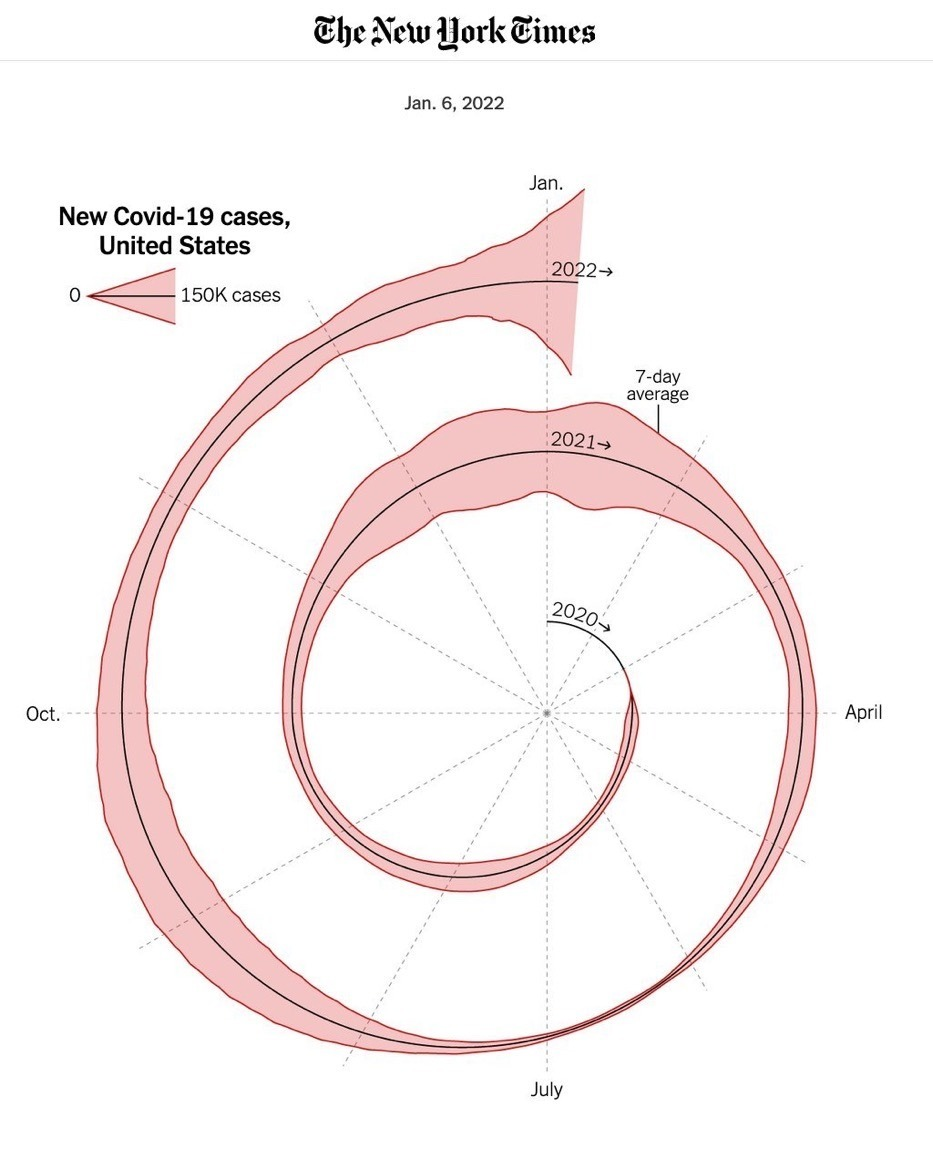 The New York Times
Jan. 6, 2022
Jan.
New Covid-19 cases,
United States
0
150K cases
2022→
7-day
average
2021→
2020→
Oct.
April
July